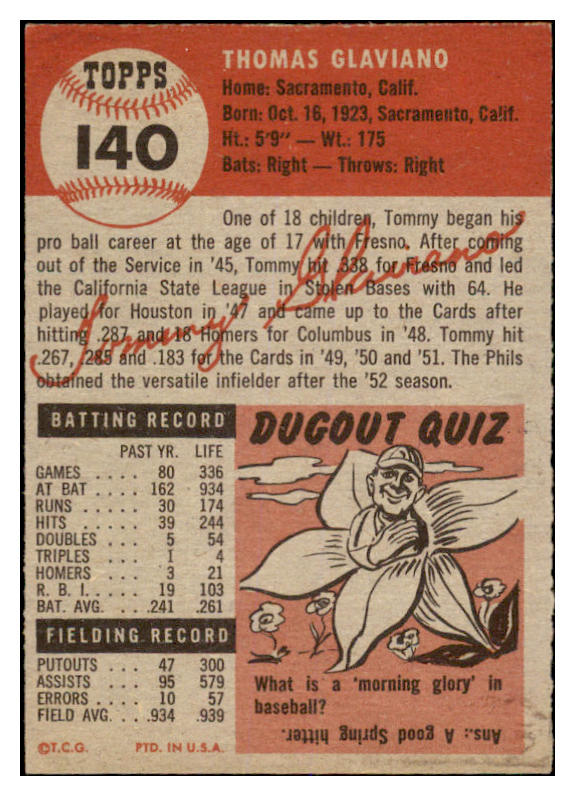 TOPPS
140
THOMAS GLAVIANO
Home: Sacramento, Calif.
Born: Oct. 16, 1923, Sacramento, Calif.
Ht.: 5'9" — Wt.: 175
Bats: Right — Throws: Right
One of 18 children, Tommy began his
pro ball career at the age of 17 with Fresno. After coming
out of the Service in '45, Tommy hit .338 for Fresno and led
the California State League in Stolen Bases with 64. He
played for Houston in '47 and came up to the Cards after
hitting .287 and 18 Homers for Columbus in '48. Tommy hit
.267, .285 and .183 for the Cards in '49, '50 and '51. The Phils
obtained the versatile infielder after the '52 season.
Tommy Glaviano
BATTING RECORD
PAST YR. LIFE
GAMES .... 80 336
AT BAT .... 162 934
RUNS .... 30 174
HITS .... 39 244
DOUBLES .. 5 54
TRIPLES ... 1 4
HOMERS ... 3 21
R. B. I. .... 19 103
BAT. AVG. . .241 .261
FIELDING RECORD
PUTOUTS ... 47 300
ASSISTS ... 95 579
ERRORS ... 10 57
FIELD AVG. . .934 .939
©T.C.G. PTD. IN U.S.A.
DUGOUT QUIZ
What is a 'morning glory' in
baseball?
Ans.: A good Spring hitter.